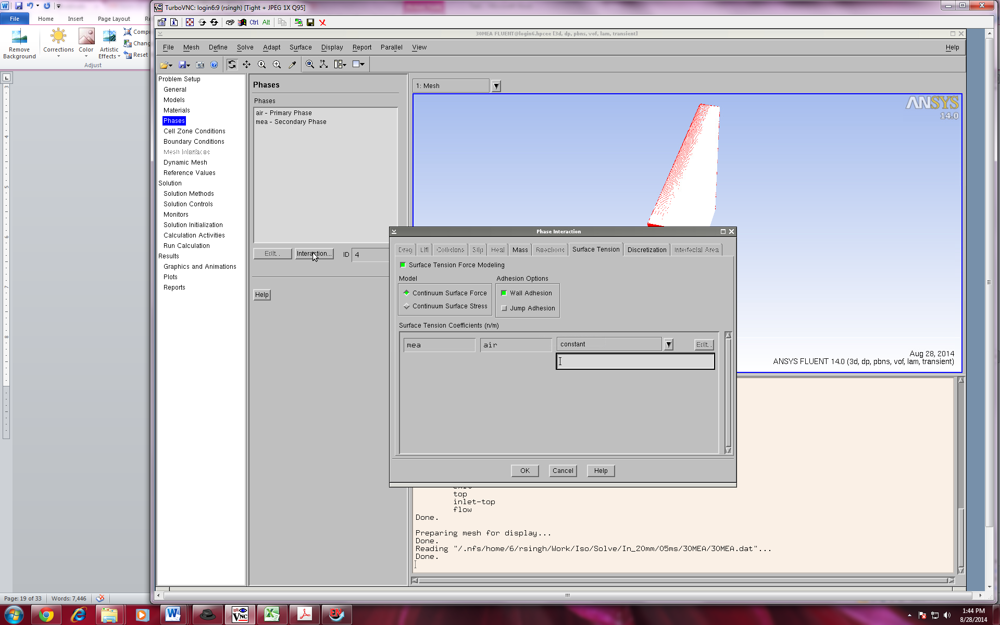 TurboVNC: login6:9 (rsingh) [Tight + JPEG 1X Q95]
File Home Insert Page Layout
Ctrl Alt
Remove Background
Corrections
Color
Artistic Effects
Reset
Adjust
30MEA FLUENT@login6.hpcee [3d, dp, pbns, vof, lam, transient]
File Mesh Define Solve Adapt Surface Display Report Parallel View Help
Problem Setup
General
Models
Materials
Phases
Cell Zone Conditions
Boundary Conditions
Mesh Interfaces
Dynamic Mesh
Reference Values
Solution
Solution Methods
Solution Controls
Monitors
Solution Initialization
Calculation Activities
Run Calculation
Results
Graphics and Animations
Plots
Reports
Phases
Phases
air - Primary Phase
mea - Secondary Phase
Edit... Interaction... ID 4
Help
1: Mesh
ANSYS
14.0
Phase Interaction
Drag Lift Collisions Slip Heat Mass Reactions Surface Tension Discretization Interfacial Area
Surface Tension Force Modeling
Model
Continuum Surface Force
Continuum Surface Stress
Adhesion Options
Wall Adhesion
Jump Adhesion
Surface Tension Coefficients (n/m)
mea air constant Edit...
OK Cancel Help
Aug 28, 2014
ANSYS FLUENT 14.0 (3d, dp, pbns, vof, lam, transient)
top
inlet-top
flow
Done.
Preparing mesh for display...
Done.
Reading "/.nfs/home/6/rsingh/Work/Iso/Solve/In_20mm/05ms/30MEA/30MEA.dat"...
Done.
3
4
5
6
7
8
Page: 19 of 33 Words: 7,446
1:44 PM
8/28/2014